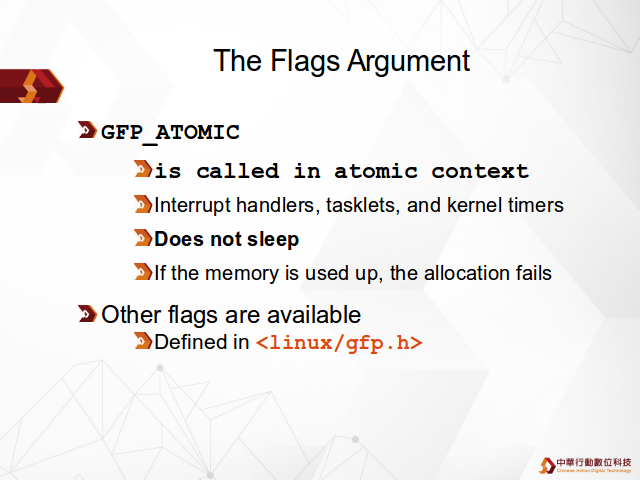 The Flags Argument
GFP_ATOMIC
is called in atomic context
Interrupt handlers, tasklets, and kernel timers
Does not sleep
If the memory is used up, the allocation fails
Other flags are available
Defined in <linux/gfp.h>
中華行動數位科技
Chinese Action Digital Technology